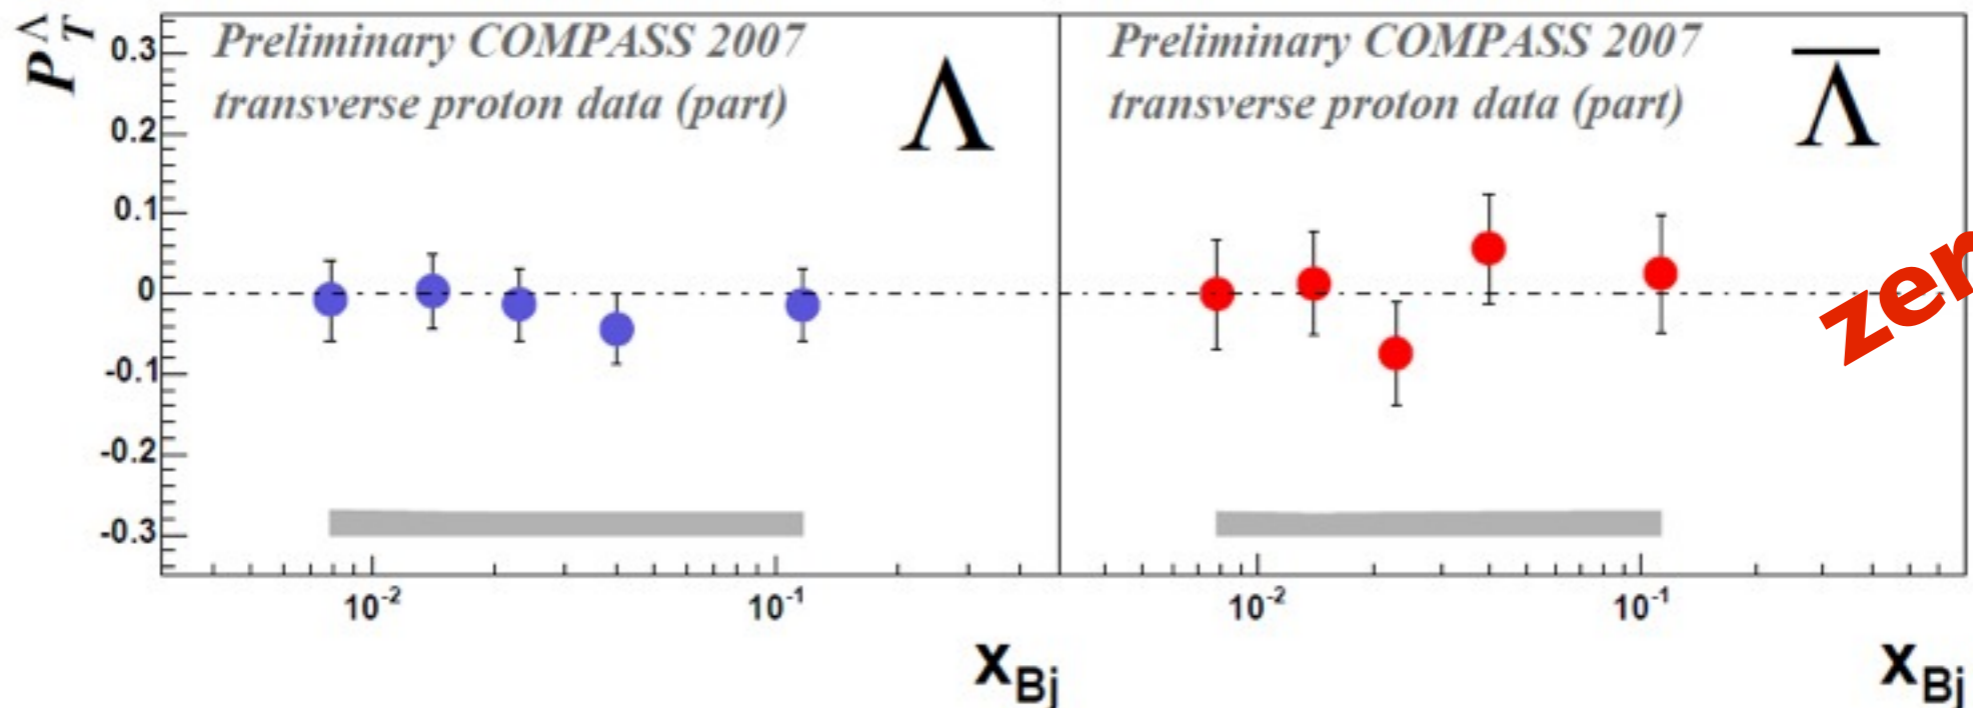 P_T^Λ
Preliminary COMPASS 2007
transverse proton data (part)
Λ
Preliminary COMPASS 2007
transverse proton data (part)
Λ̅
0.3
0.2
0.1
0
-0.1
-0.2
-0.3
zer
10⁻²
10⁻¹
10⁻²
10⁻¹
x_Bj
x_Bj